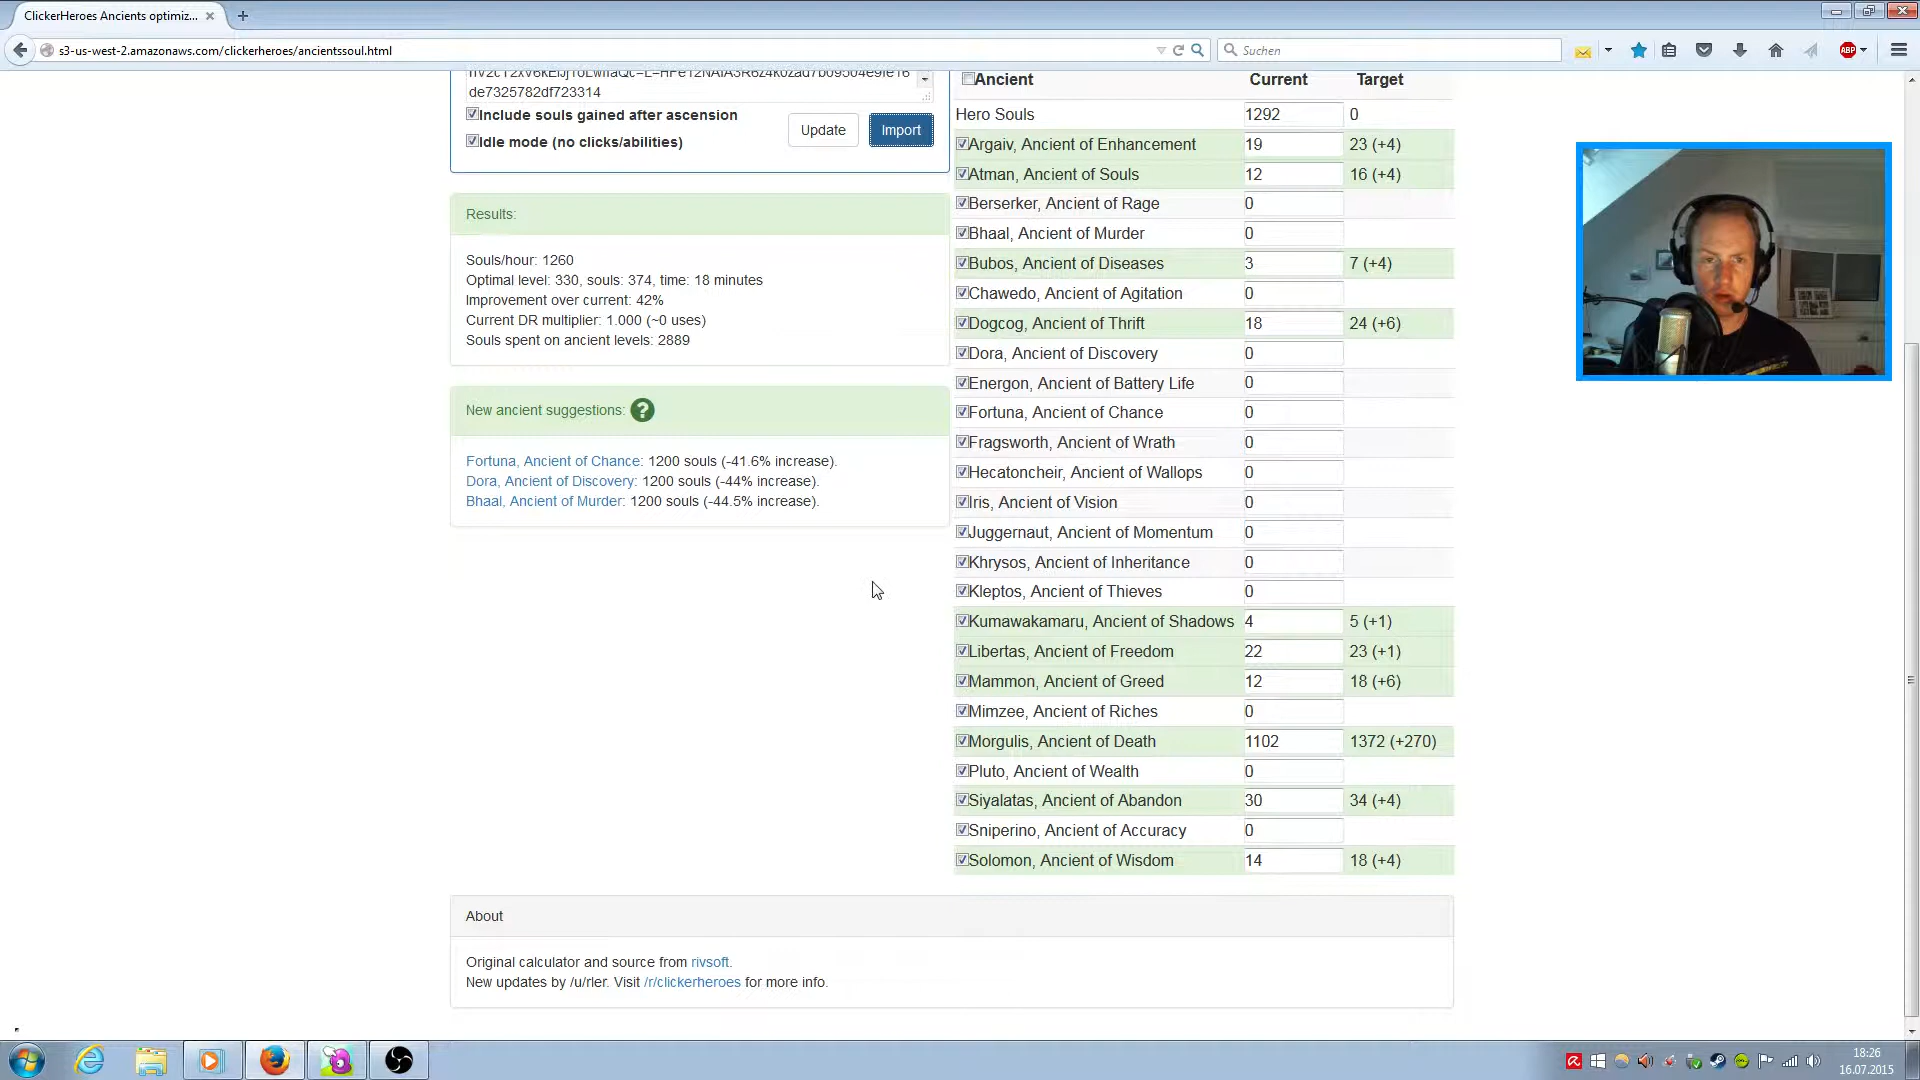 ClickerHeroes Ancients optimiz...
s3-us-west-2.amazonaws.com/clickerheroes/ancientssoul.html
Suchen
ABP
de7325782df723314
Include souls gained after ascension
Idle mode (no clicks/abilities)
Update
Import
Results:
Souls/hour: 1260
Optimal level: 330, souls: 374, time: 18 minutes
Improvement over current: 42%
Current DR multiplier: 1.000 (~0 uses)
Souls spent on ancient levels: 2889
New ancient suggestions: ?
Fortuna, Ancient of Chance: 1200 souls (-41.6% increase).
Dora, Ancient of Discovery: 1200 souls (-44% increase).
Bhaal, Ancient of Murder: 1200 souls (-44.5% increase).
Ancient Current Target
Hero Souls 1292 0
Argaiv, Ancient of Enhancement 19 23 (+4)
Atman, Ancient of Souls 12 16 (+4)
Berserker, Ancient of Rage 0
Bhaal, Ancient of Murder 0
Bubos, Ancient of Diseases 3 7 (+4)
Chawedo, Ancient of Agitation 0
Dogcog, Ancient of Thrift 18 24 (+6)
Dora, Ancient of Discovery 0
Energon, Ancient of Battery Life 0
Fortuna, Ancient of Chance 0
Fragsworth, Ancient of Wrath 0
Hecatoncheir, Ancient of Wallops 0
Iris, Ancient of Vision 0
Juggernaut, Ancient of Momentum 0
Khrysos, Ancient of Inheritance 0
Kleptos, Ancient of Thieves 0
Kumawakamaru, Ancient of Shadows 4 5 (+1)
Libertas, Ancient of Freedom 22 23 (+1)
Mammon, Ancient of Greed 12 18 (+6)
Mimzee, Ancient of Riches 0
Morgulis, Ancient of Death 1102 1372 (+270)
Pluto, Ancient of Wealth 0
Siyalatas, Ancient of Abandon 30 34 (+4)
Sniperino, Ancient of Accuracy 0
Solomon, Ancient of Wisdom 14 18 (+4)
About
Original calculator and source from rivsoft.
New updates by /u/rler. Visit /r/clickerheroes for more info.
18:26
16.07.2015